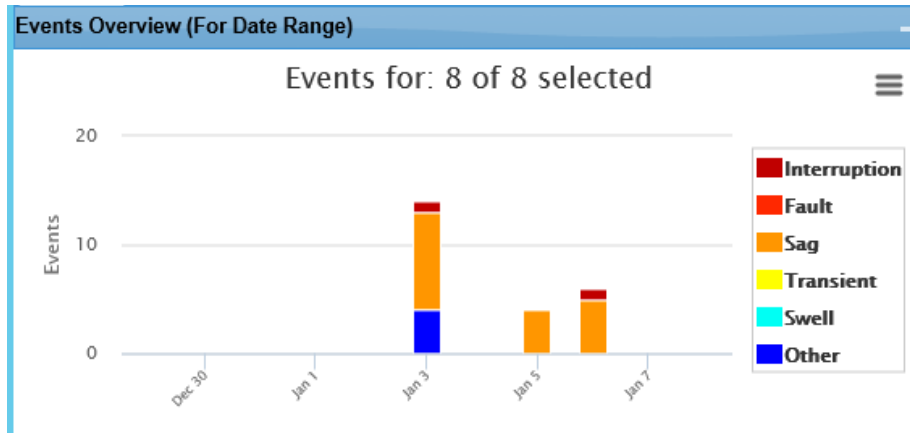 Events Overview (For Date Range)
Events for: 8 of 8 selected
20
10
0
Events
Dec 30
Jan 1
Jan 3
Jan 5
Jan 7
Interruption
Fault
Sag
Transient
Swell
Other